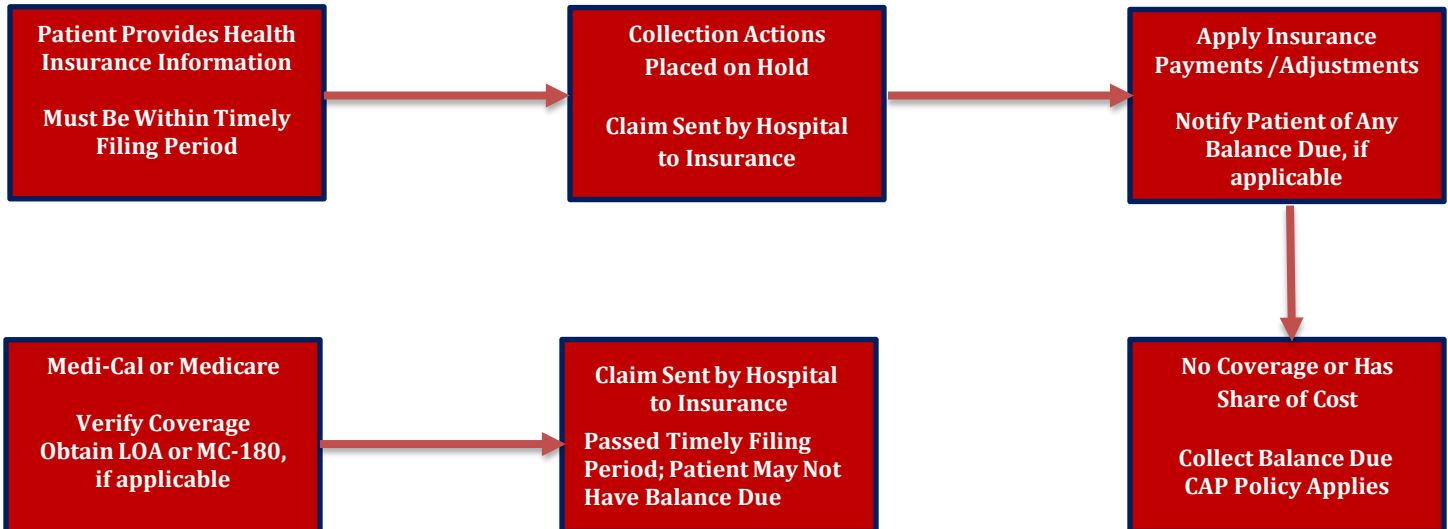 Patient Provides Health
Insurance Information
Must Be Within Timely
Filing Period
Collection Actions
Placed on Hold
Claim Sent by Hospital
to Insurance
Apply Insurance
Payments /Adjustments
Notify Patient of Any
Balance Due, if
applicable
Medi-Cal or Medicare
Verify Coverage
Obtain LOA or MC-180,
if applicable
Claim Sent by Hospital
to Insurance
Passed Timely Filing
Period; Patient May Not
Have Balance Due
No Coverage or Has
Share of Cost
Collect Balance Due
CAP Policy Applies